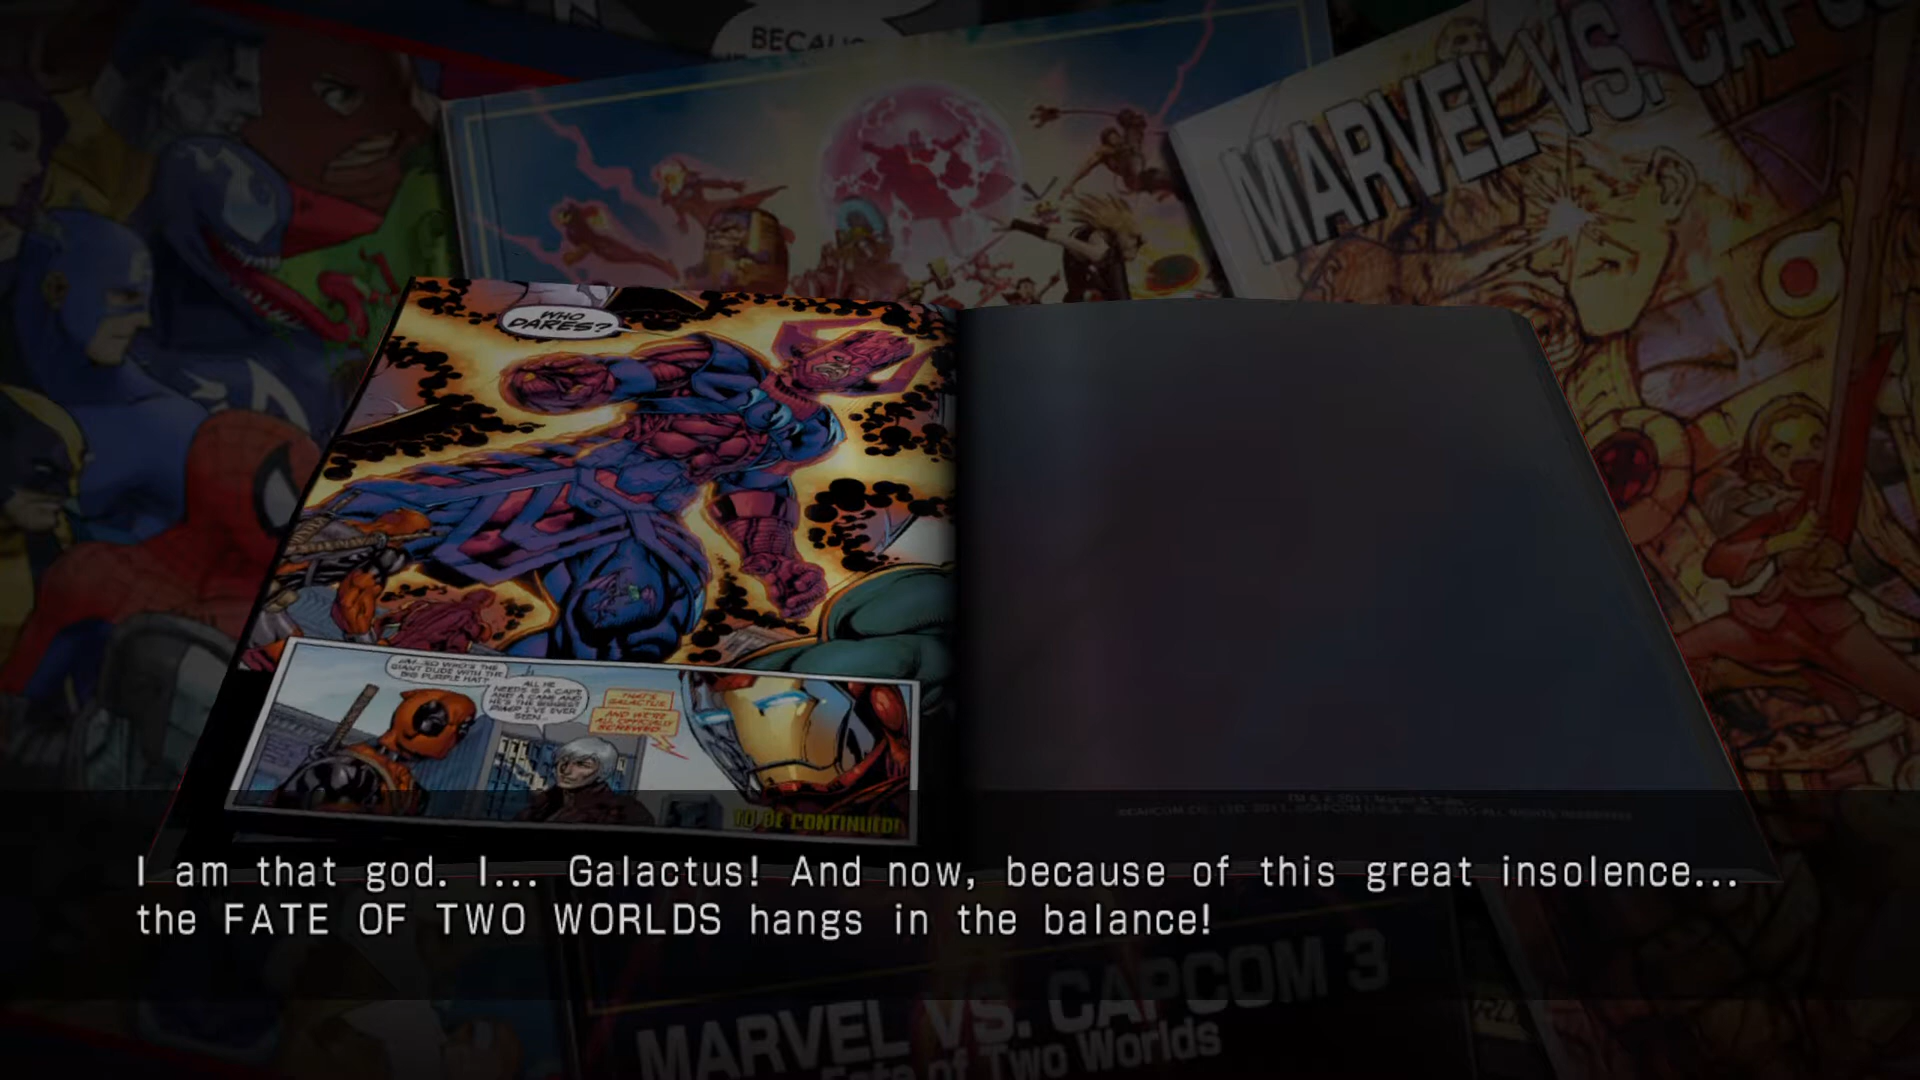 BECAU
MARVEL VS. CAPCO
WHO
DARES?
UM...SO WHO'S THE
GIANT DUDE WITH THE
BIG PURPLE HAT?
ALL HE
NEEDS IS A CAPE
AND A CANE AND
HE'S THE BIGGEST
PIMP I'VE EVER
SEEN...
THAT'S
GALACTUS.
AND WE'RE
ALL OFFICIALLY
SCREWED...
TO BE CONTINUED!
I am that god. I... Galactus! And now, because of this great insolence...
the FATE OF TWO WORLDS hangs in the balance!
MARVEL VS. CAPCOM 3
Fate of Two Worlds